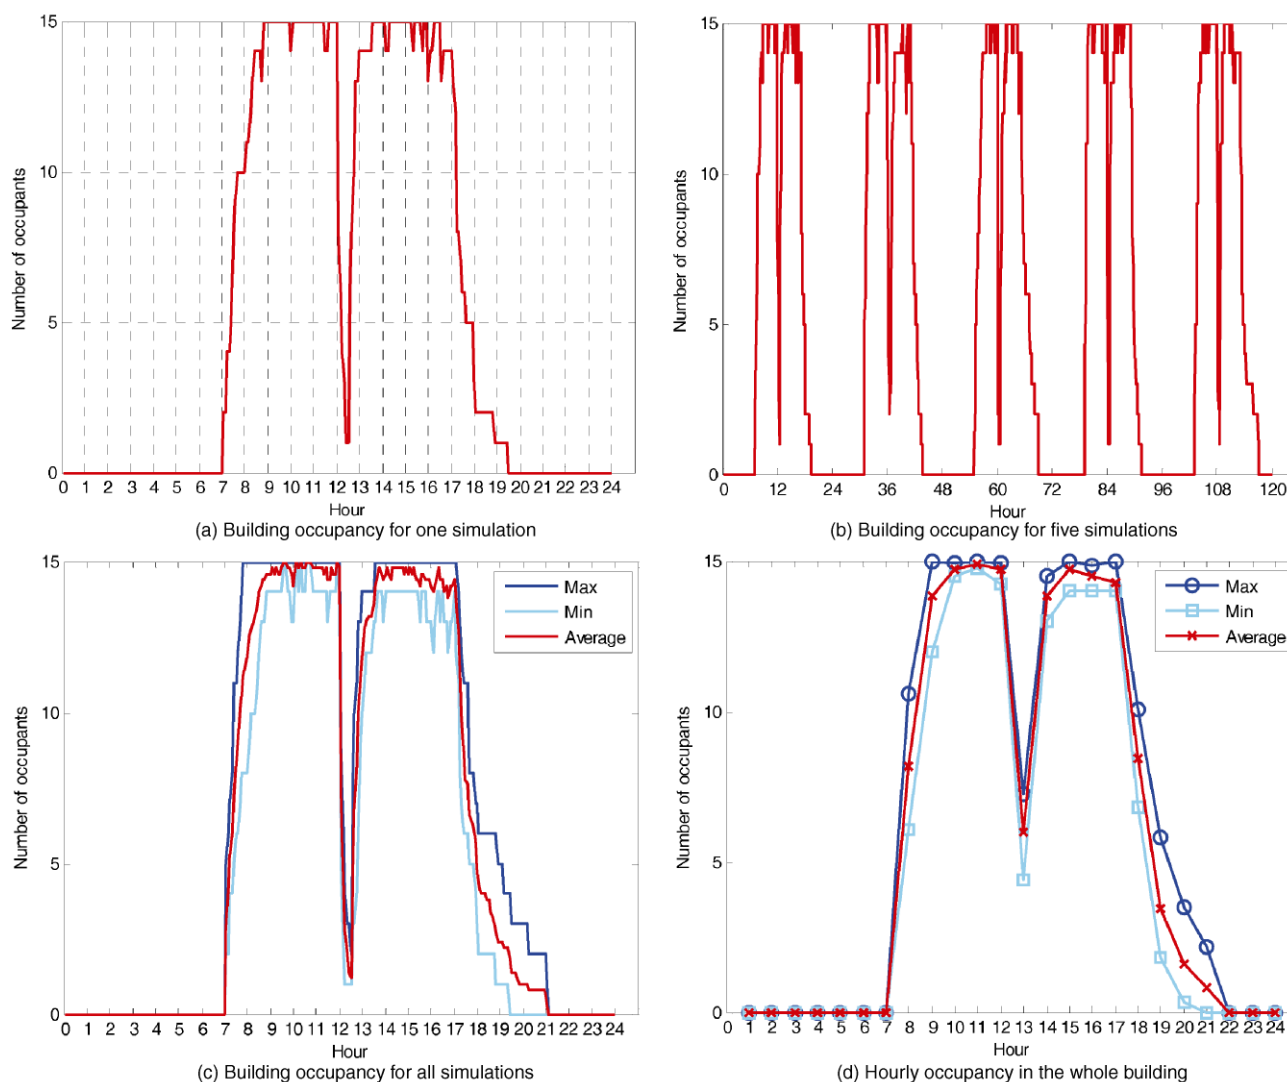 15
10
5
0
Number of occupants
0 1 2 3 4 5 6 7 8 9 10 11 12 13 14 15 16 17 18 19 20 21 22 23 24
Hour
(a) Building occupancy for one simulation
15
10
5
0
Number of occupants
0 12 24 36 48 60 72 84 96 108 120
Hour
(b) Building occupancy for five simulations
15
10
5
0
Number of occupants
Max
Min
Average
0 1 2 3 4 5 6 7 8 9 10 11 12 13 14 15 16 17 18 19 20 21 22 23 24
Hour
(c) Building occupancy for all simulations
15
10
5
0
Number of occupants
Max
Min
Average
0 1 2 3 4 5 6 7 8 9 10 11 12 13 14 15 16 17 18 19 20 21 22 23 24
Hour
(d) Hourly occupancy in the whole building